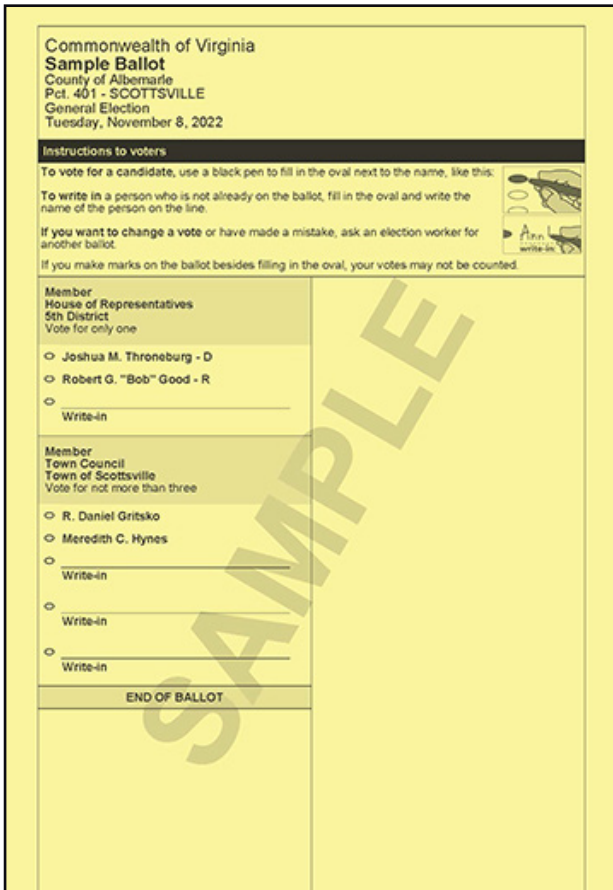 Commonwealth of Virginia
Sample Ballot
County of Albemarle
Pct. 401 - SCOTTSVILLE
General Election
Tuesday, November 8, 2022
Instructions to voters
To vote for a candidate, use a black pen to fill in the oval next to the name, like this:
To write in a person who is not already on the ballot, fill in the oval and write the
name of the person on the line.
If you want to change a vote or have made a mistake, ask an election worker for
another ballot.
Ann
write-in:
If you make marks on the ballot besides filling in the oval, your votes may not be counted.
Member
House of Representatives
5th District
Vote for only one
Joshua M. Throneburg - D
Robert G. "Bob" Good - R
Write-in
Member
Town Council
Town of Scottsville
Vote for not more than three
R. Daniel Gritsko
Meredith C. Hynes
Write-in
Write-in
Write-in
END OF BALLOT
SAMPLE